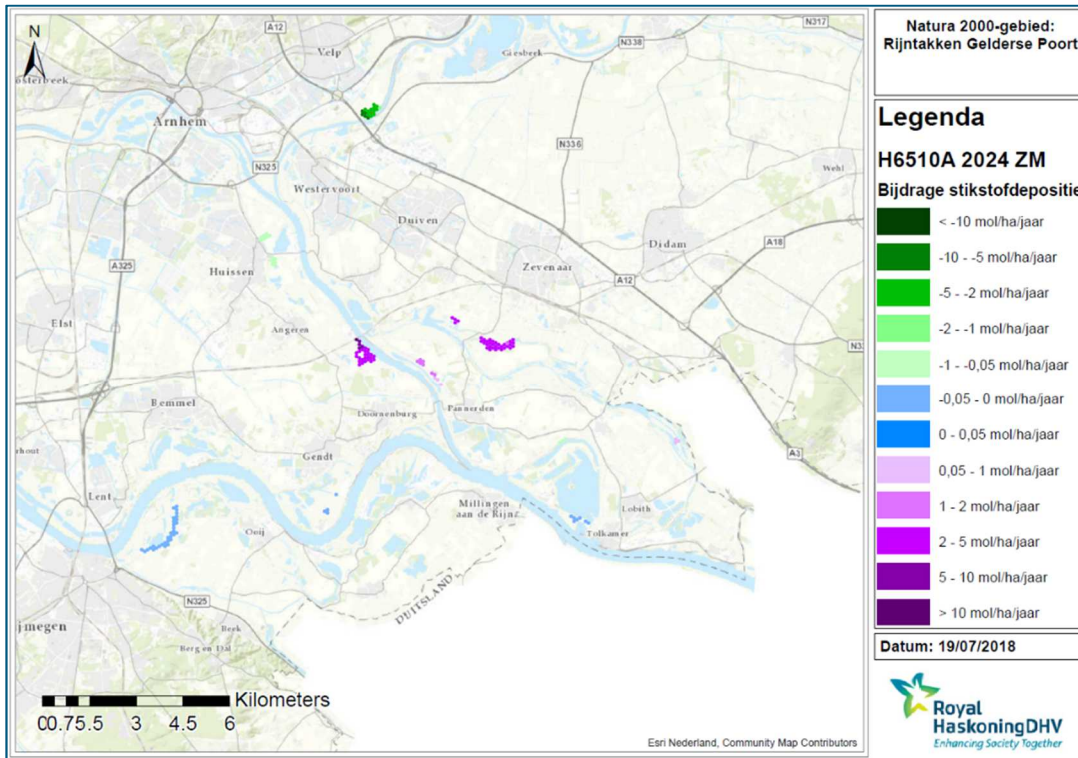 N
A12
Velp
Giesbeek
N338
N317
Oosterbeek
Arnhem
N336
N325
Westervoort
Wehl
Duiven
Didam
A18
Huissen
Zevenaar
A325
A12
Elst
Angeren
Bemmel
Doornenburg
Pannerden
Gendt
A3
Lent
Millingen
aan de Rijn
Lobith
Ooij
Tolkamer
N325
DUITSLAND
jmegen
Beek
Berg en Dal
Kilometers
00.75.5 3 4.5 6
Esri Nederland, Community Map Contributors
Natura 2000-gebied:
Rijntakken Gelderse Poort
Legenda
H6510A 2024 ZM
Bijdrage stikstofdepositie
< -10 mol/ha/jaar
-10 - -5 mol/ha/jaar
-5 - -2 mol/ha/jaar
-2 - -1 mol/ha/jaar
-1 - -0,05 mol/ha/jaar
-0,05 - 0 mol/ha/jaar
0 - 0,05 mol/ha/jaar
0,05 - 1 mol/ha/jaar
1 - 2 mol/ha/jaar
2 - 5 mol/ha/jaar
5 - 10 mol/ha/jaar
> 10 mol/ha/jaar
Datum: 19/07/2018
Royal
HaskoningDHV
Enhancing Society Together